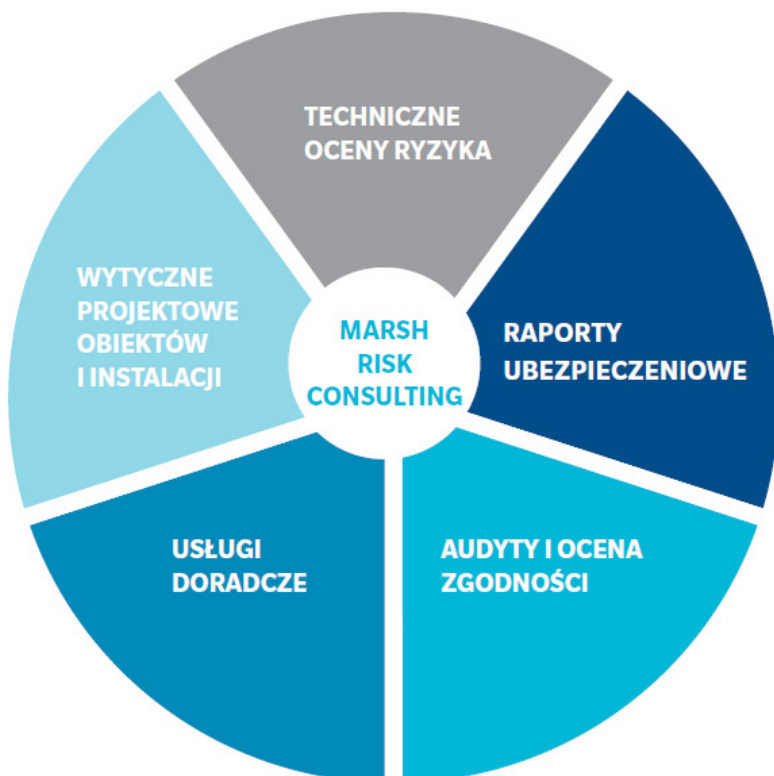 TECHNICZNE
OCENY RYZYKA
WYTYCZNE
PROJEKTOWE
OBIEKTÓW
I INSTALACJI
MARSH
RISK
CONSULTING
RAPORTY
UBEZPIECZENIOWE
USŁUGI
DORADCZE
AUDYTY I OCENA
ZGODNOŚCI